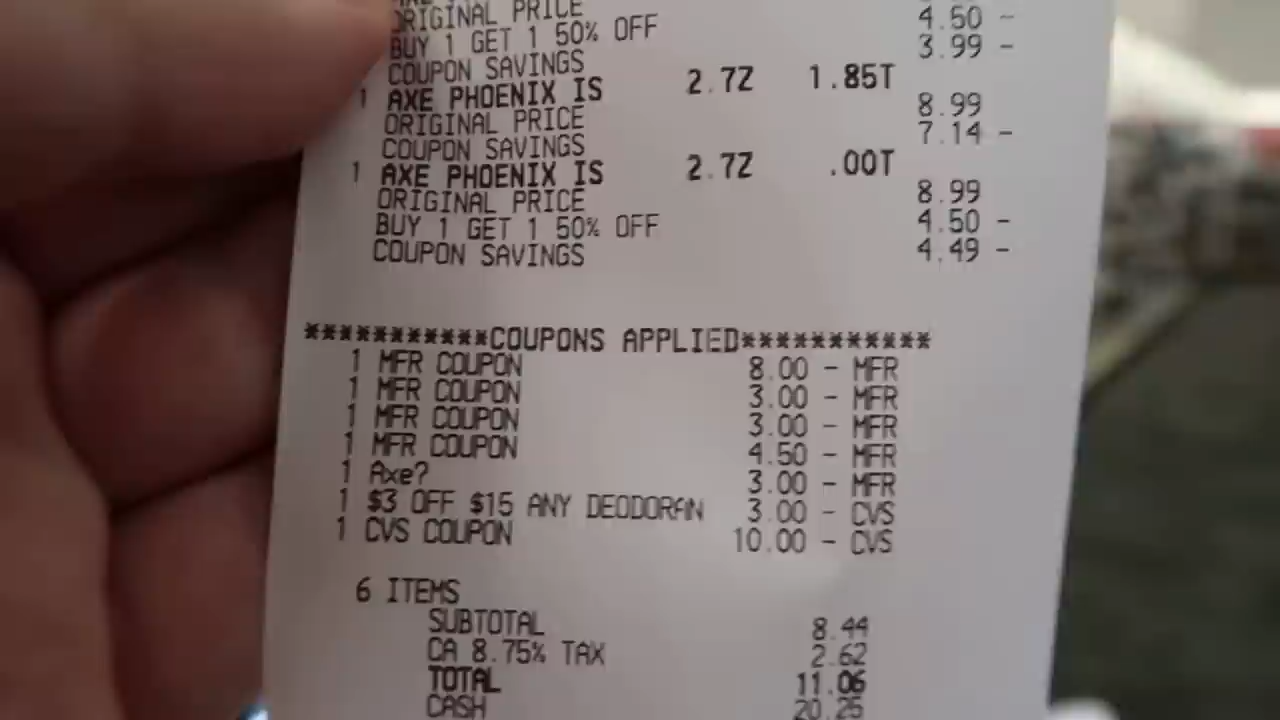 ORIGINAL PRICE 4.50 -
BUY 1 GET 1 50% OFF 3.99 -
COUPON SAVINGS
1 AXE PHOENIX IS 2.7Z 1.85T
ORIGINAL PRICE 8.99
COUPON SAVINGS 7.14 -
1 AXE PHOENIX IS 2.7Z .00T
ORIGINAL PRICE 8.99
BUY 1 GET 1 50% OFF 4.50 -
COUPON SAVINGS 4.49 -
***********COUPONS APPLIED***********
1 MFR COUPON 8.00 - MFR
1 MFR COUPON 3.00 - MFR
1 MFR COUPON 3.00 - MFR
1 MFR COUPON 4.50 - MFR
1 Axe? 3.00 - MFR
1 $3 OFF $15 ANY DEODORAN 3.00 - CVS
1 CVS COUPON 10.00 - CVS
6 ITEMS
SUBTOTAL 8.44
CA 8.75% TAX 2.62
TOTAL 11.06
CASH 20.25